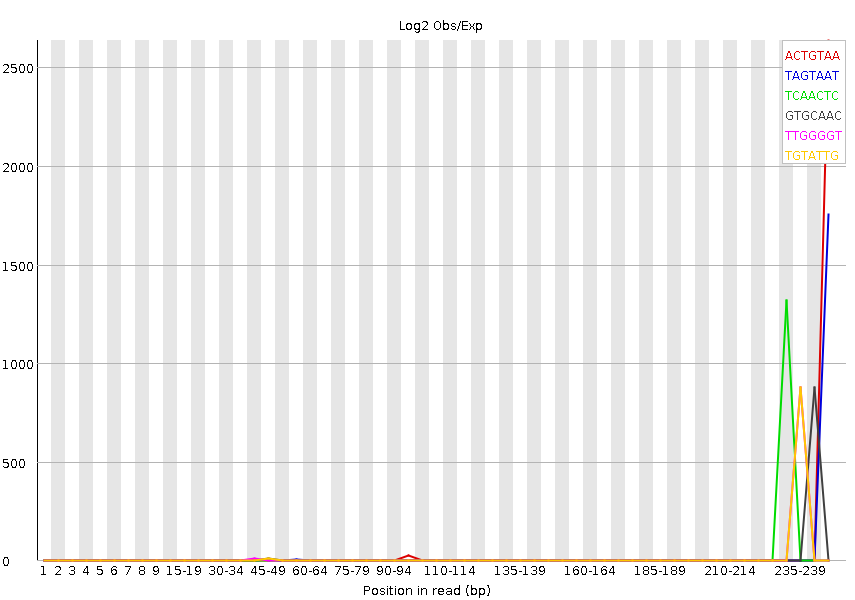 Log2 Obs/Exp
2500
2000
1500
1000
500
0
ACTGTAA
TAGTAAT
TCAACTC
GTGCAAC
TTGGGGT
TGTATTG
1 2 3 4 5 6 7 8 9 15-19 30-34 45-49 60-64 75-79 90-94 110-114 135-139 160-164 185-189 210-214 235-239
Position in read (bp)